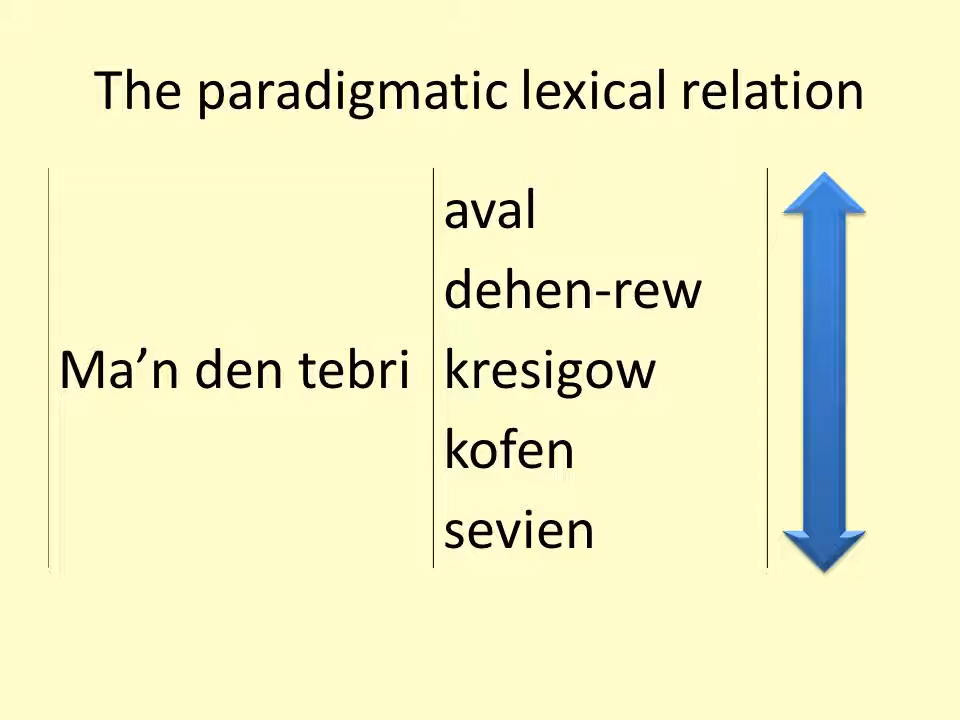 The paradigmatic lexical relation
aval
dehen-rew
Ma’n den tebri kresigow
kofen
sevien